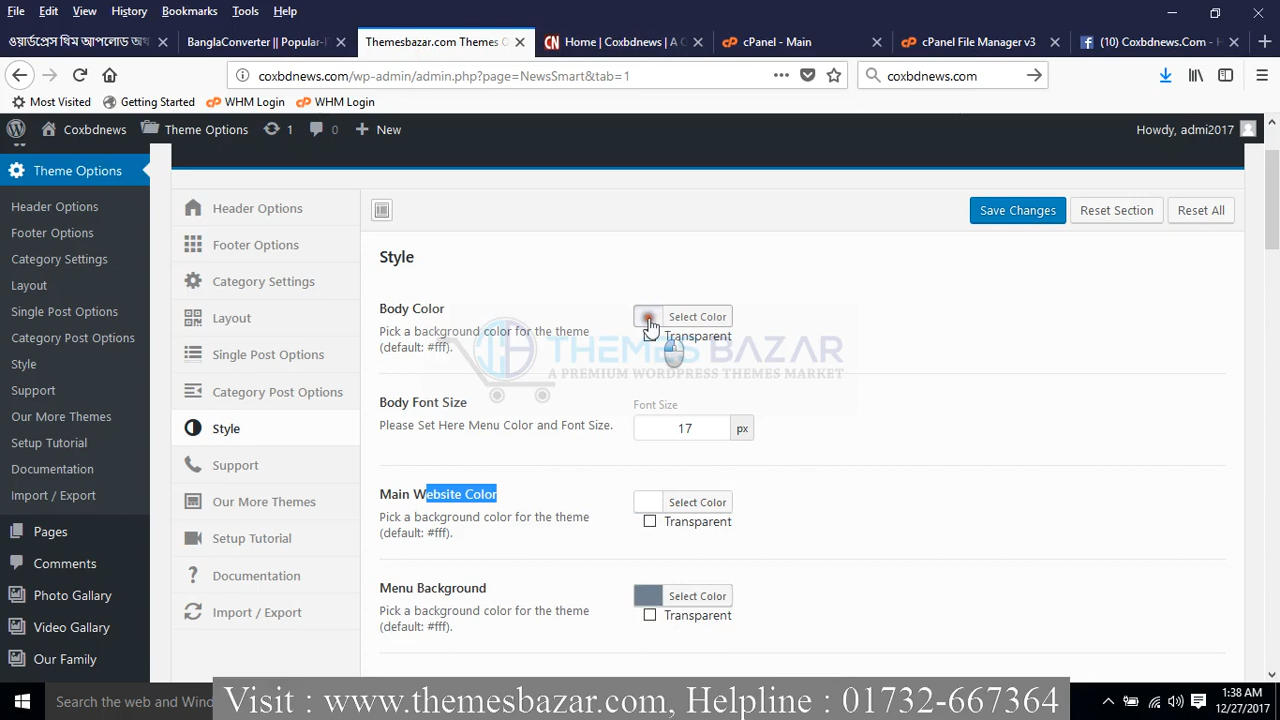 File Edit View History Bookmarks Tools Help
ওয়ার্ডপ্রেস থিম আপলোড অথ
BanglaConverter || Popular-I
Themesbazar.com Themes O
Home | Coxbdnews | A C
cPanel - Main
cPanel File Manager v3
(10) Coxbdnews.Com - H
coxbdnews.com/wp-admin/admin.php?page=NewsSmart&tab=1
coxbdnews.com
Most Visited Getting Started WHM Login WHM Login
Coxbdnews Theme Options 1 0 New
Howdy, admi2017
Theme Options
Header Options
Footer Options
Category Settings
Layout
Single Post Options
Category Post Options
Style
Support
Our More Themes
Setup Tutorial
Documentation
Import / Export
Pages
Comments
Photo Gallary
Video Gallary
Our Family
Header Options
Footer Options
Category Settings
Layout
Single Post Options
Category Post Options
Style
Support
Our More Themes
Setup Tutorial
Documentation
Import / Export
Save Changes Reset Section Reset All
Style
Body Color
Pick a background color for the theme
(default: #fff).
Select Color
Transparent
THEMES BAZAR
A PREMIUM WORDPRESS THEMES MARKET
Body Font Size
Please Set Here Menu Color and Font Size.
Font Size
17 px
Main Website Color
Pick a background color for the theme
(default: #fff).
Select Color
Transparent
Menu Background
Pick a background color for the theme
(default: #fff).
Select Color
Transparent
Search the web and Wind
Visit : www.themesbazar.com, Helpline : 01732-667364
1:38 AM
12/27/2017